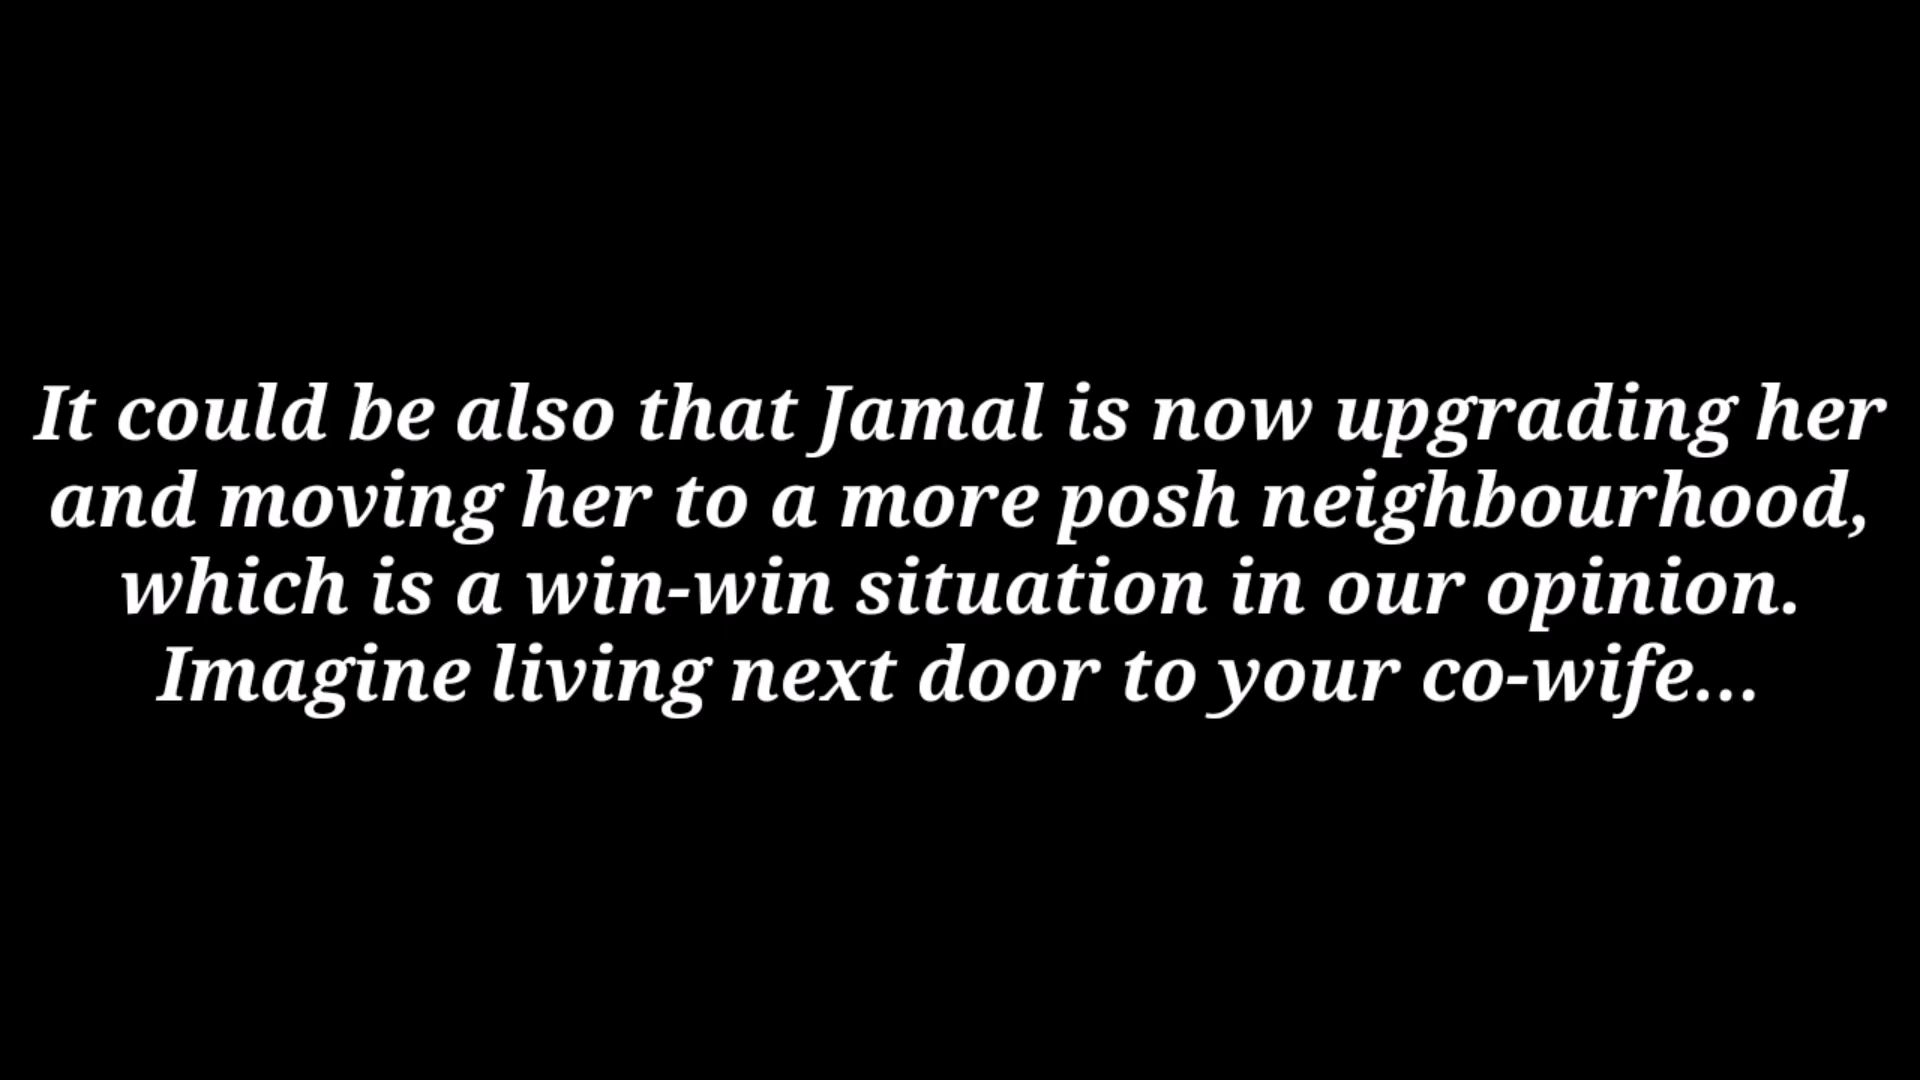 It could be also that Jamal is now upgrading her
and moving her to a more posh neighbourhood,
which is a win-win situation in our opinion.
Imagine living next door to your co-wife...